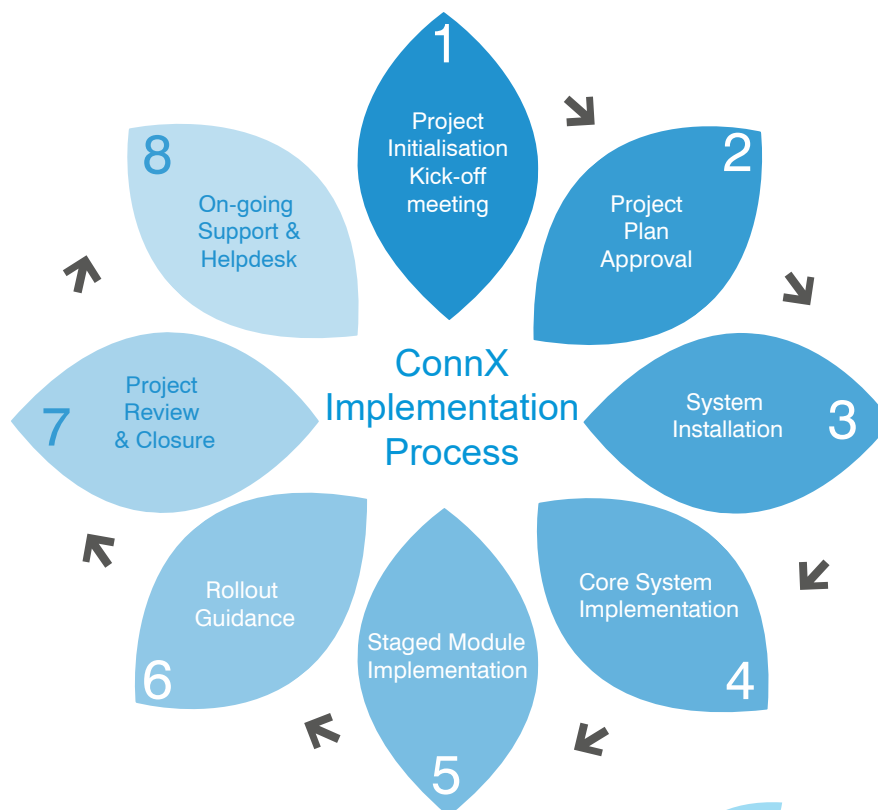 1
Project
Initialisation
Kick-off
meeting
2
Project
Plan
Approval
3
System
Installation
4
Core System
Implementation
5
Staged Module
Implementation
6
Rollout
Guidance
7
Project
Review
& Closure
8
On-going
Support &
Helpdesk
ConnX
Implementation
Process